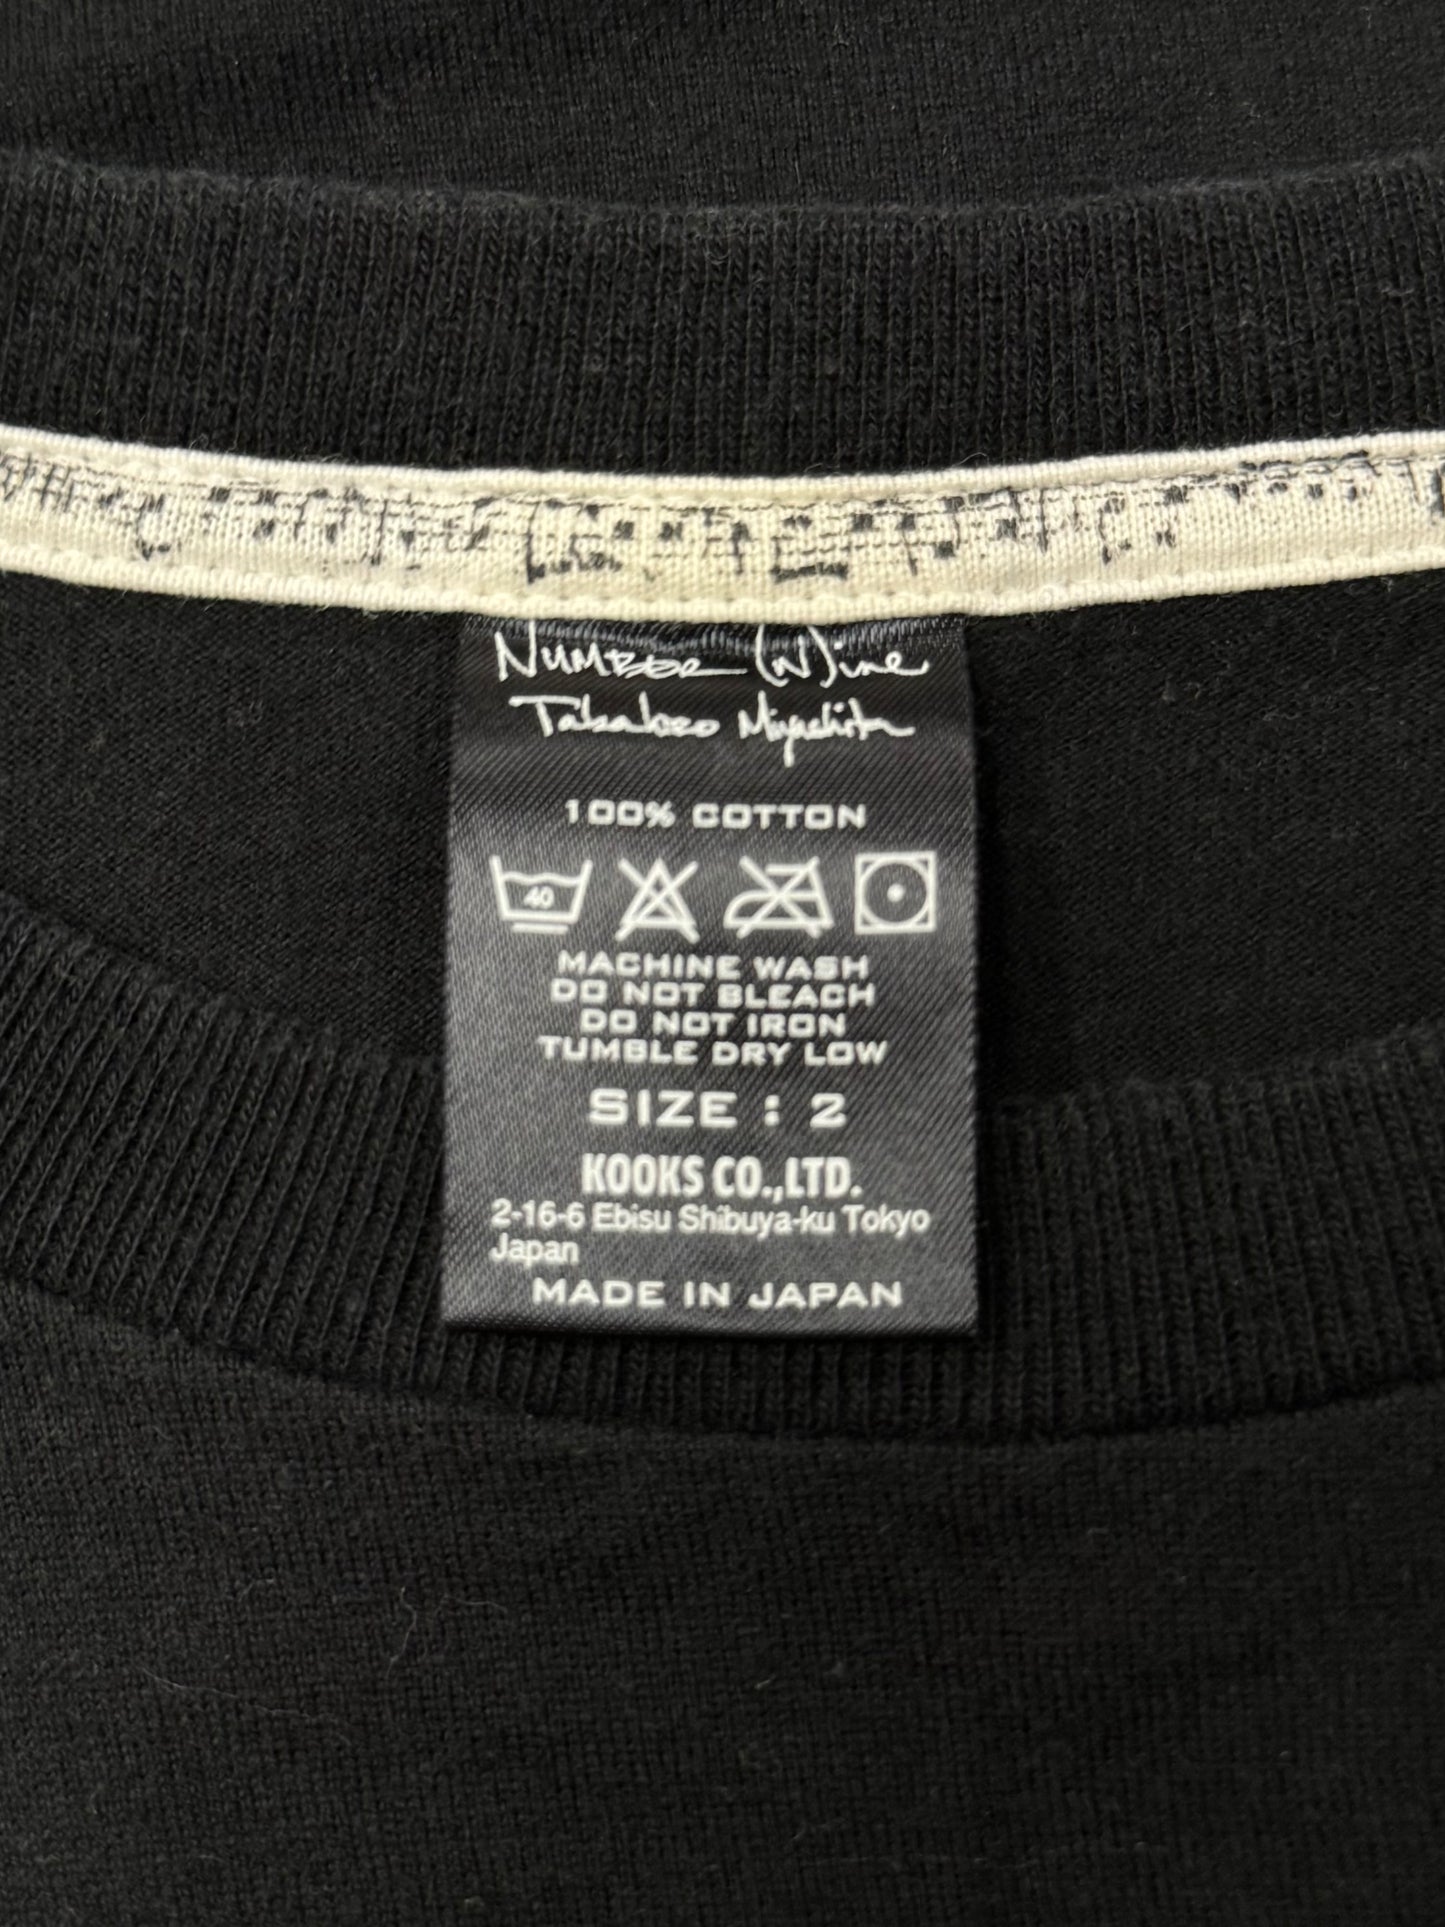 NUMBER (N)ine
Takahiro Miyashita
100% COTTON
40
MACHINE WASH
DO NOT BLEACH
DO NOT IRON
TUMBLE DRY LOW
SIZE : 2
KOOKS CO.,LTD.
2-16-6 Ebisu Shibuya-ku Tokyo
Japan
MADE IN JAPAN